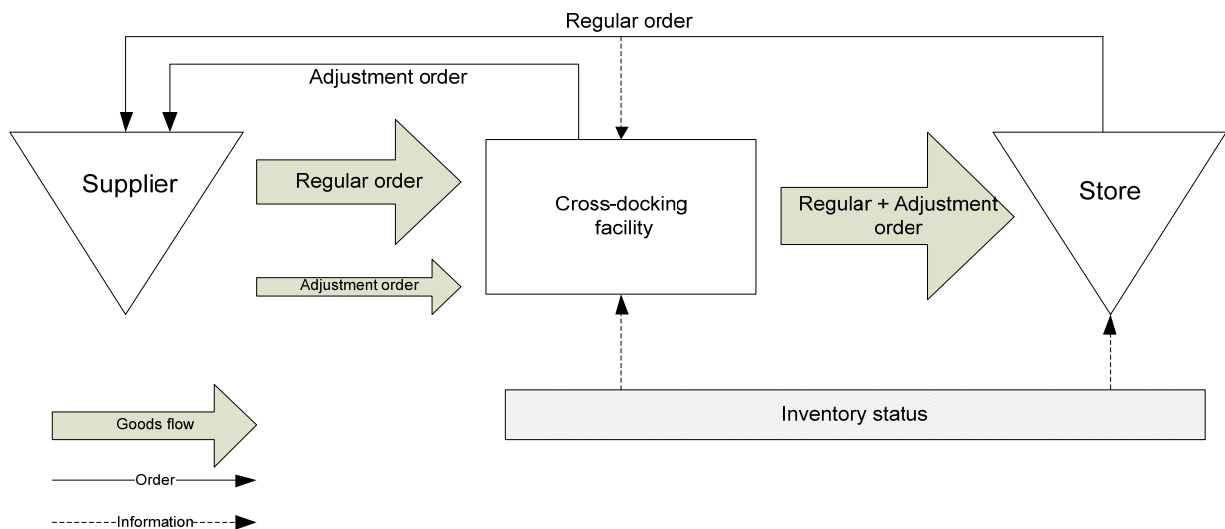 Regular order
Adjustment order
Supplier
Regular order
Adjustment order
Cross-docking
facility
Regular + Adjustment
order
Store
Inventory status
Goods flow
Order
Information